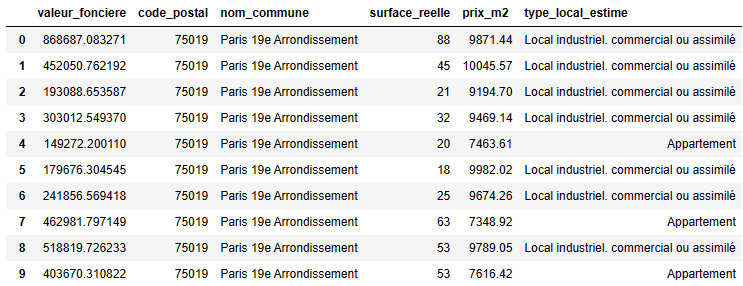 valeur_fonciere code_postal nom_commune surface_reelle prix_m2 type_local_estime
0 868687.083271 75019 Paris 19e Arrondissement 88 9871.44 Local industriel. commercial ou assimilé
1 452050.762192 75019 Paris 19e Arrondissement 45 10045.57 Local industriel. commercial ou assimilé
2 193088.653587 75019 Paris 19e Arrondissement 21 9194.70 Local industriel. commercial ou assimilé
3 303012.549370 75019 Paris 19e Arrondissement 32 9469.14 Local industriel. commercial ou assimilé
4 149272.200110 75019 Paris 19e Arrondissement 20 7463.61 Appartement
5 179676.304545 75019 Paris 19e Arrondissement 18 9982.02 Local industriel. commercial ou assimilé
6 241856.569418 75019 Paris 19e Arrondissement 25 9674.26 Local industriel. commercial ou assimilé
7 462981.797149 75019 Paris 19e Arrondissement 63 7348.92 Appartement
8 518819.726233 75019 Paris 19e Arrondissement 53 9789.05 Local industriel. commercial ou assimilé
9 403670.310822 75019 Paris 19e Arrondissement 53 7616.42 Appartement